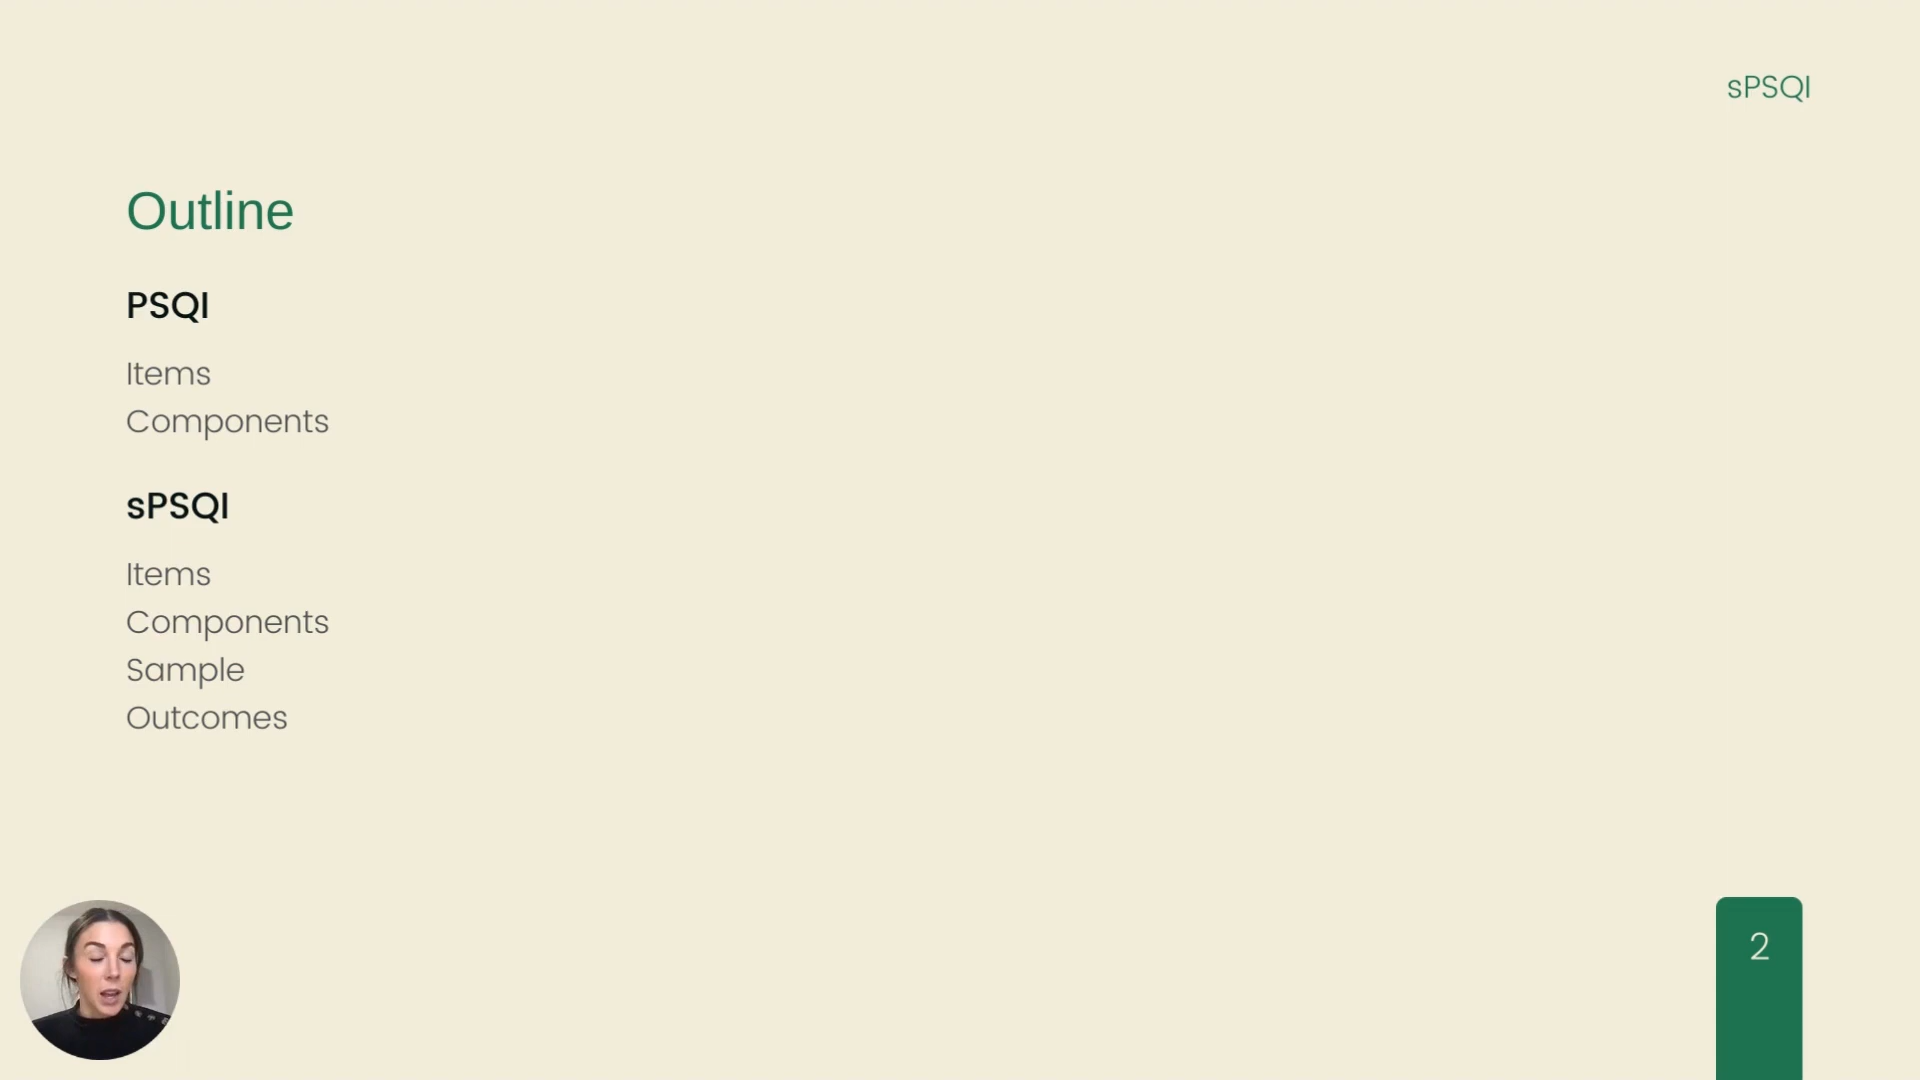 sPSQI
Outline
PSQI
Items
Components
sPSQI
Items
Components
Sample
Outcomes
2